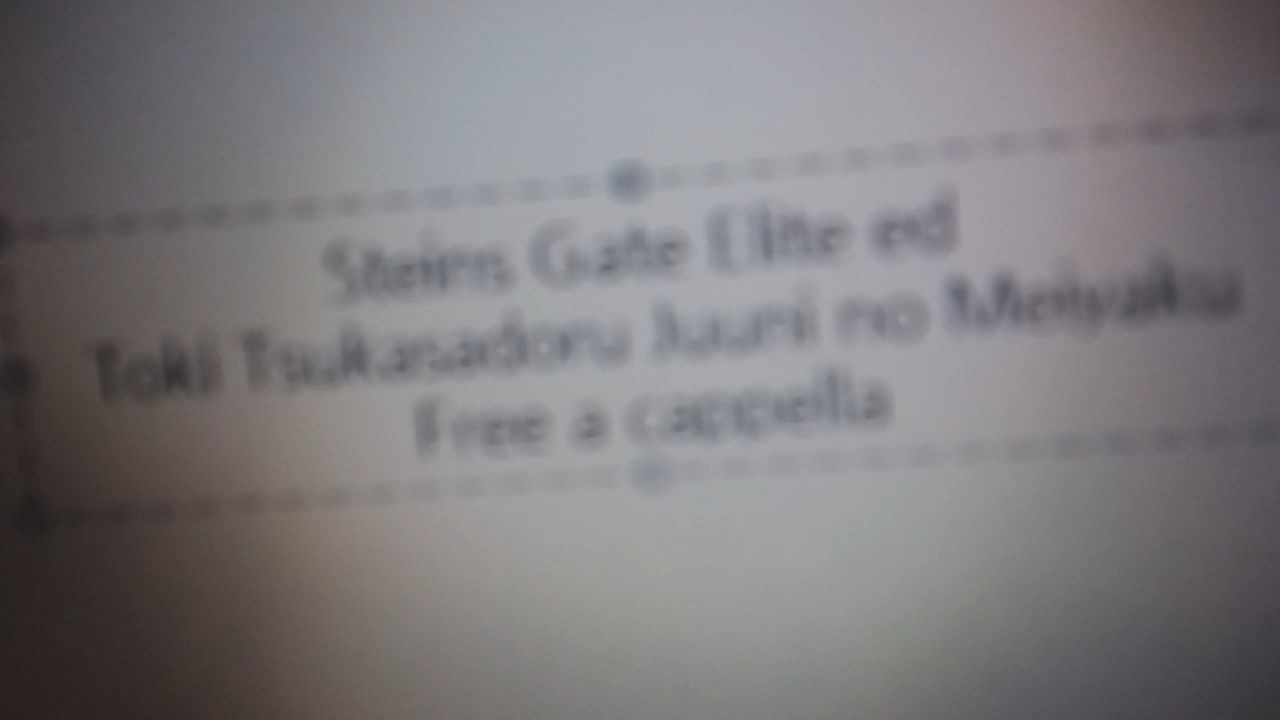 Steins Gate Elite ed
Toki Tsukasadoru Juuni no Meiyaku
Free a cappella